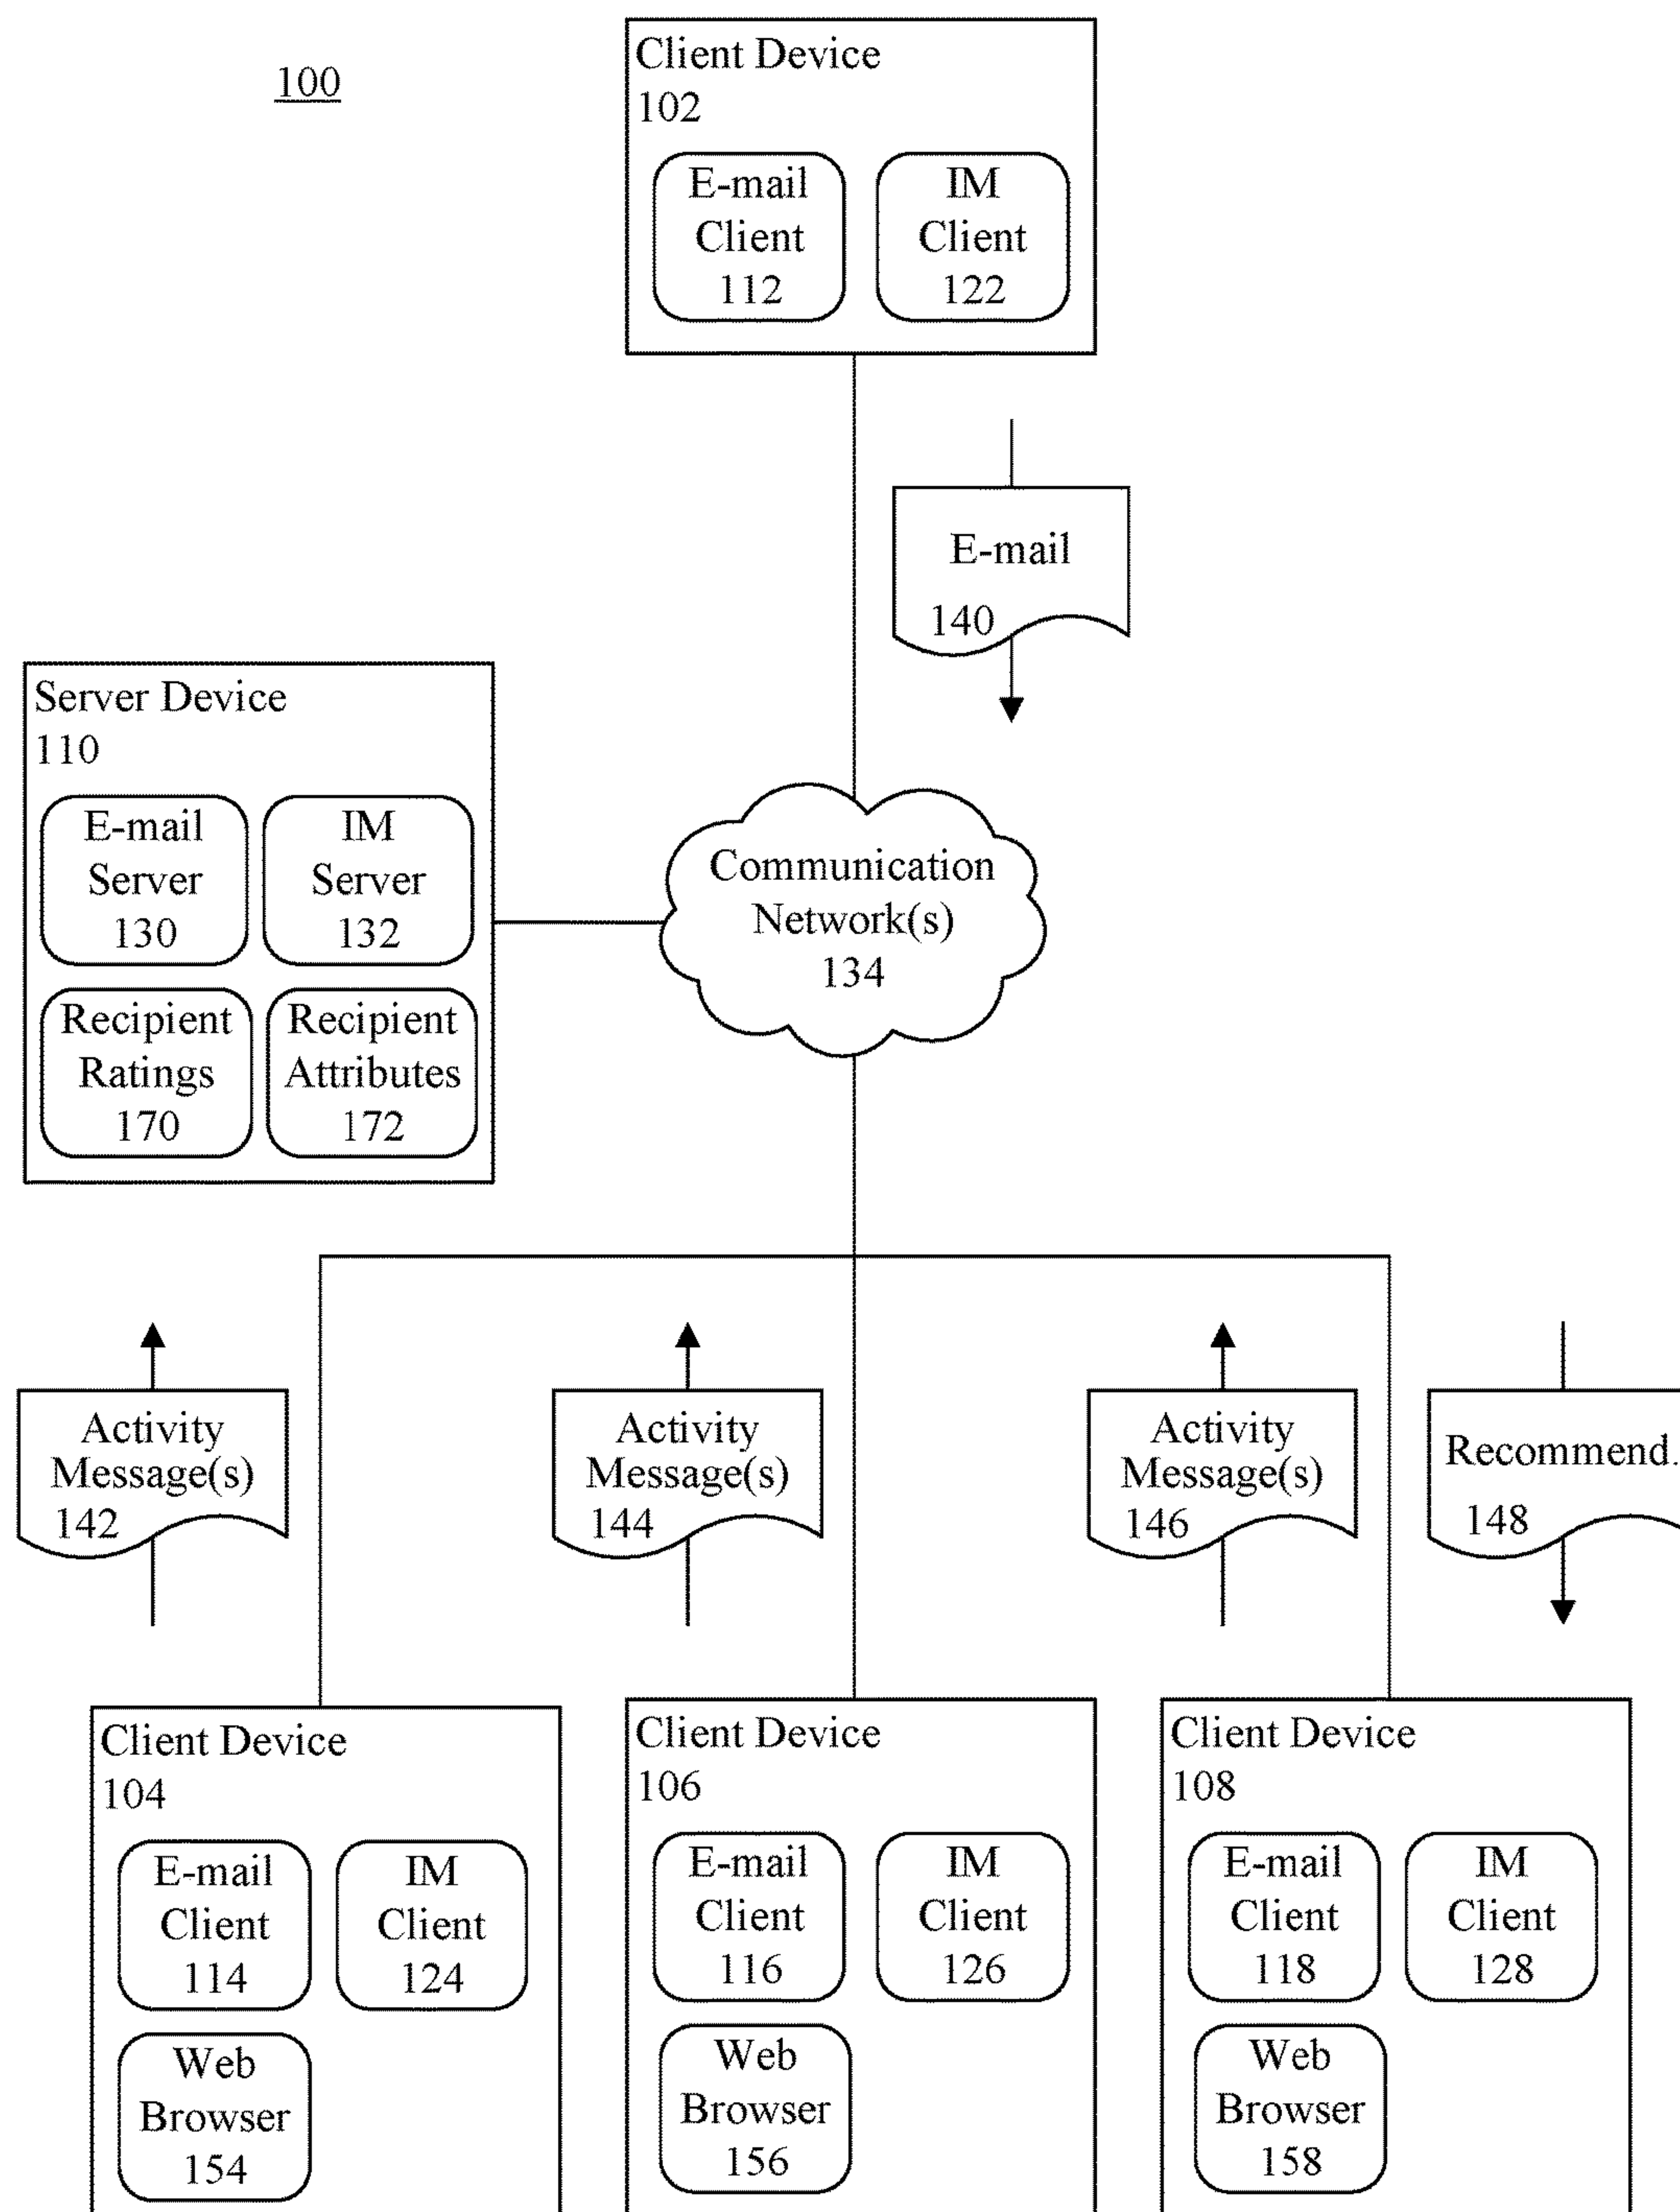 100
Client Device
102
E-mail
Client
112
IM
Client
122
E-mail
140
Server Device
110
E-mail
Server
130
IM
Server
132
Recipient
Ratings
170
Recipient
Attributes
172
Communication
Network(s)
134
Activity
Message(s)
142
Activity
Message(s)
144
Activity
Message(s)
146
Recommend.
148
Client Device
104
E-mail
Client
114
IM
Client
124
Web
Browser
154
Client Device
106
E-mail
Client
116
IM
Client
126
Web
Browser
156
Client Device
108
E-mail
Client
118
IM
Client
128
Web
Browser
158